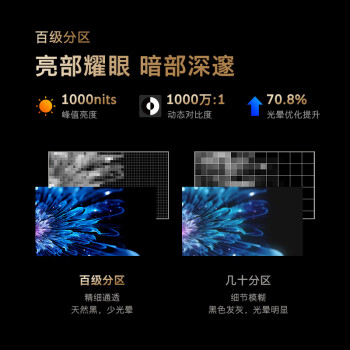 百级分区
亮部耀眼 暗部深邃
1000nits
峰值亮度
1000万:1
动态对比度
70.8%
光晕优化提升
百级分区
精细通透
天然黑,少光晕
几十分区
细节模糊
黑色发灰,光晕明显